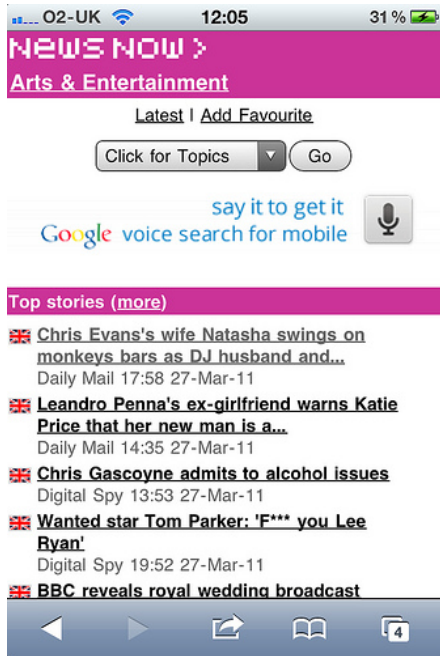 O2-UK 12:05 31%
NEWS NOW >
Arts & Entertainment
Latest | Add Favourite
Click for Topics Go
say it to get it
Google voice search for mobile
Top stories (more)
Chris Evans's wife Natasha swings on
monkeys bars as DJ husband and...
Daily Mail 17:58 27-Mar-11
Leandro Penna's ex-girlfriend warns Katie
Price that her new man is a...
Daily Mail 14:35 27-Mar-11
Chris Gascoyne admits to alcohol issues
Digital Spy 13:53 27-Mar-11
Wanted star Tom Parker: 'F*** you Lee
Ryan'
Digital Spy 19:52 27-Mar-11
BBC reveals royal wedding broadcast
4